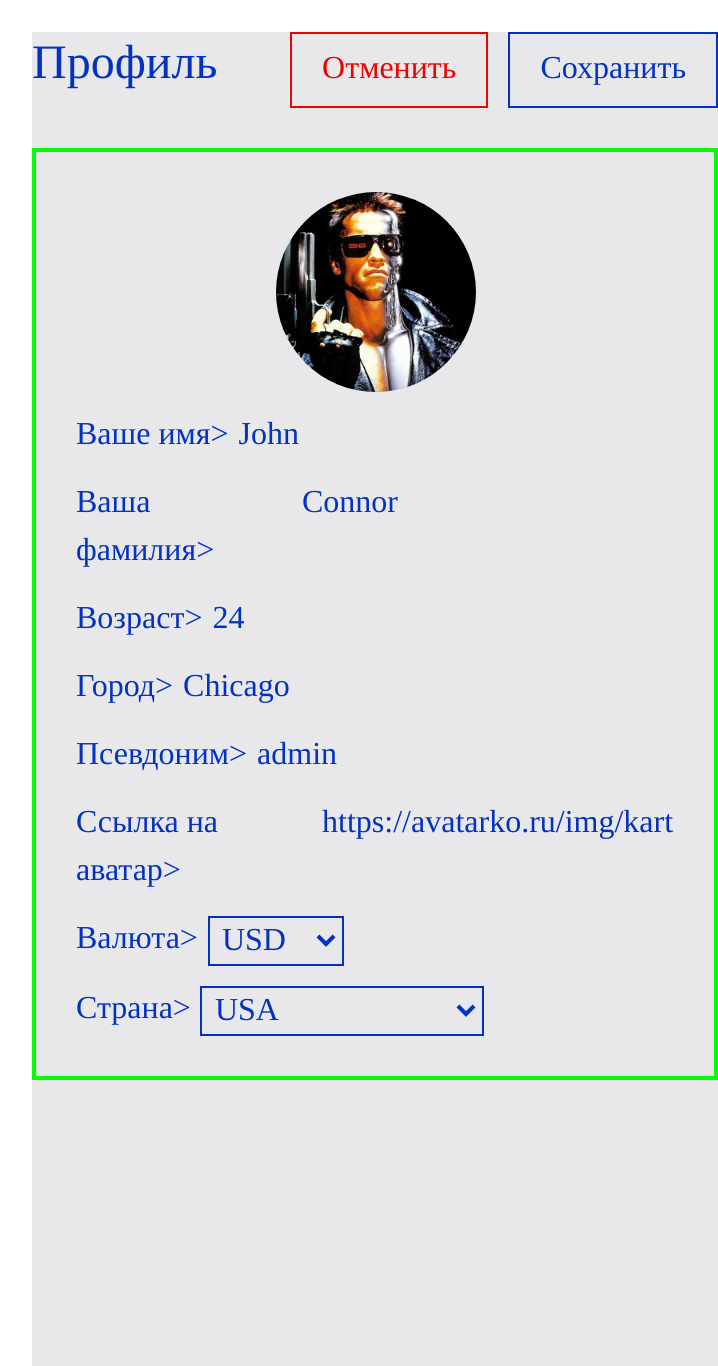 Профиль
Отменить
Сохранить
Ваше имя> John
Ваша Connor
фамилия>
Возраст> 24
Город> Chicago
Псевдоним> admin
Ссылка на https://avatarko.ru/img/kart
аватар>
Валюта> USD
Страна> USA